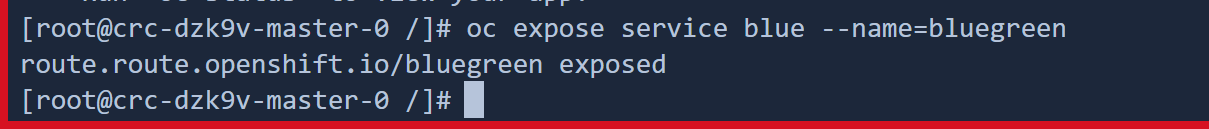 [root@crc-dzk9v-master-0 /]# oc expose service blue --name=bluegreen
route.route.openshift.io/bluegreen exposed
[root@crc-dzk9v-master-0 /]#